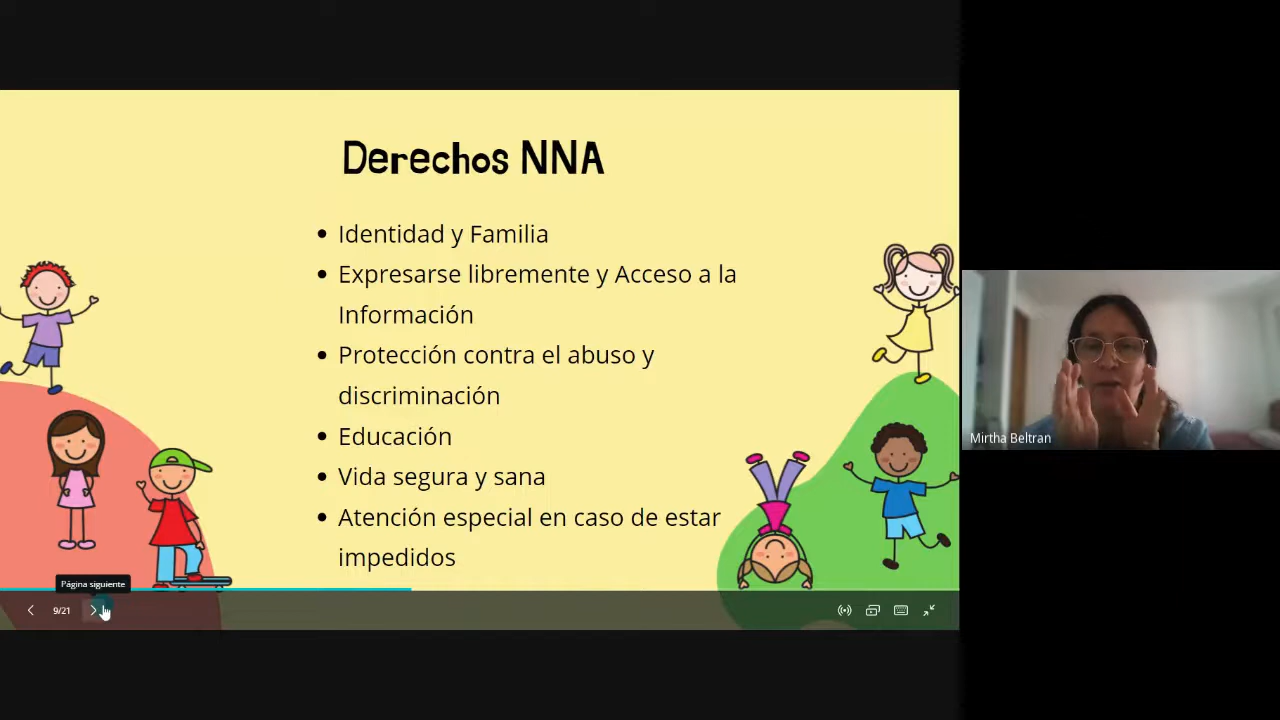 Derechos NNA
• Identidad y Familia
• Expresarse libremente y Acceso a la
Información
• Protección contra el abuso y
discriminación
• Educación
• Vida segura y sana
• Atención especial en caso de estar
impedidos
Página siguiente
9/21
Mirtha Beltran